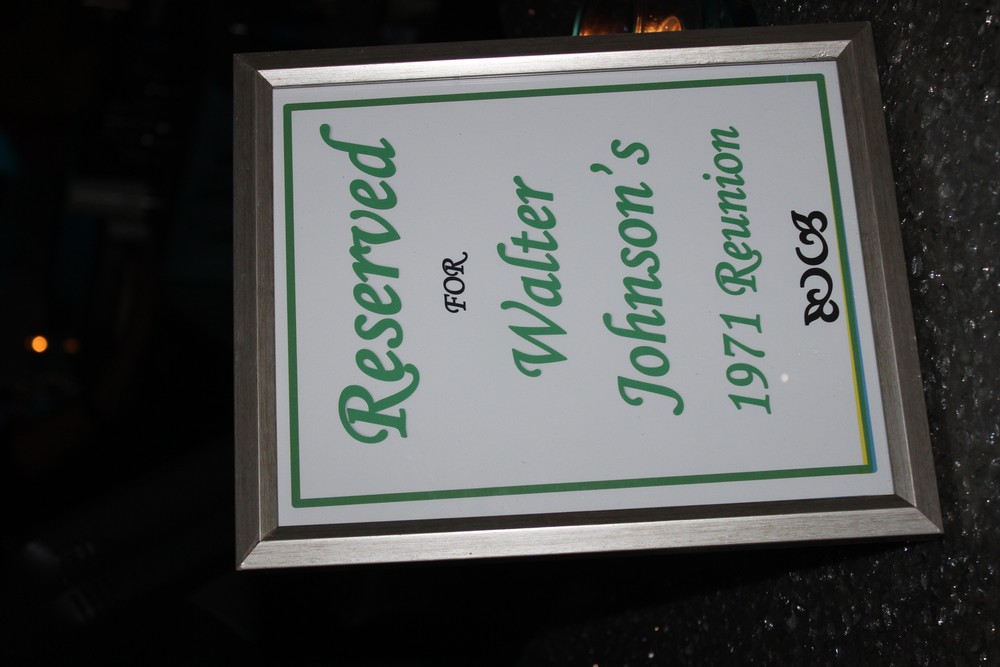 Reserved
FOR
Walter
Johnson's
1971 Reunion